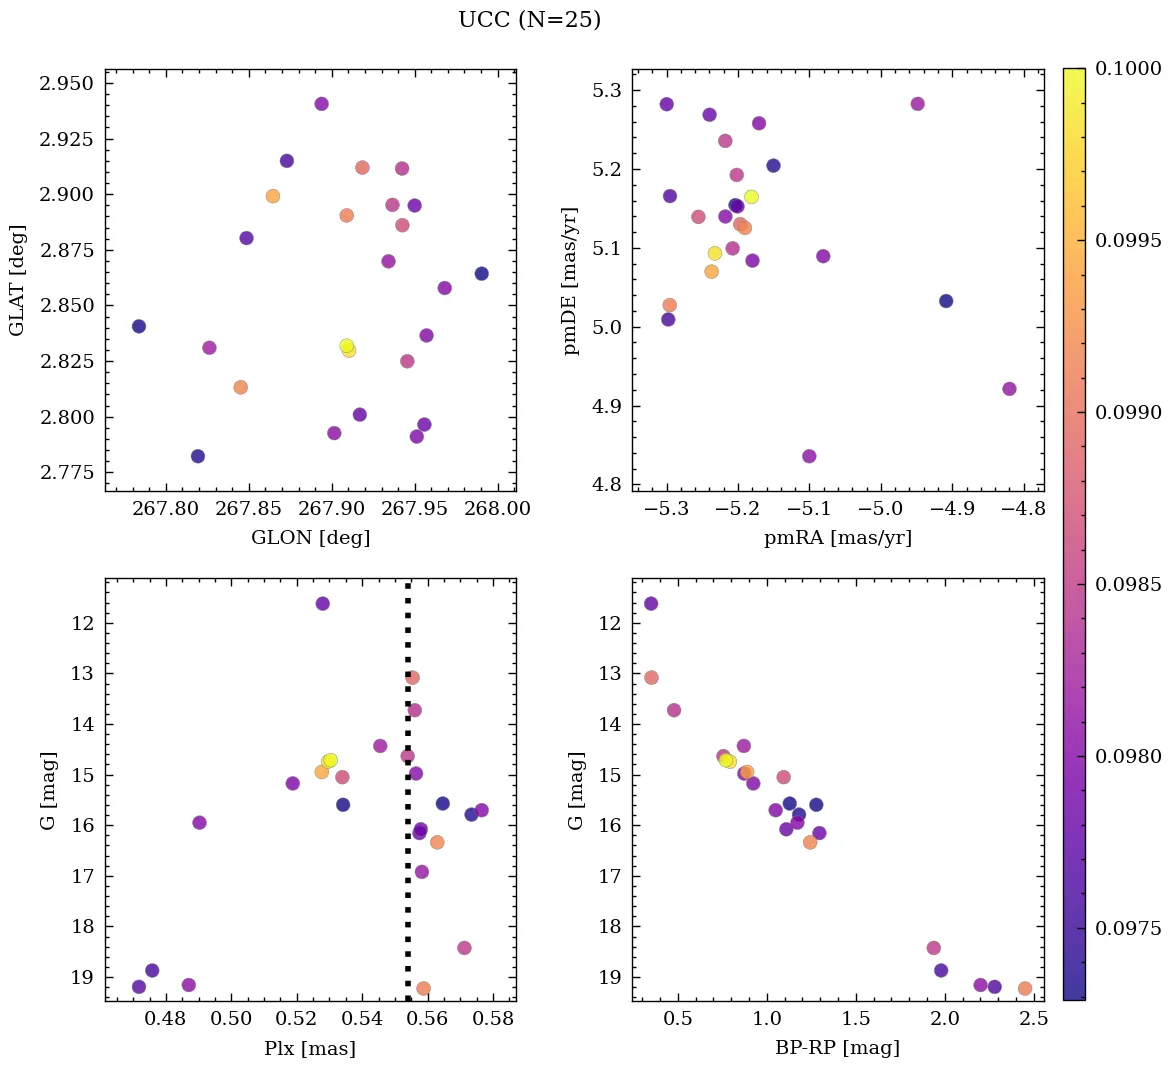 UCC (N=25)
2.950
2.925
2.900
2.875
2.850
2.825
2.800
2.775
GLAT [deg]
267.80 267.85 267.90 267.95 268.00
GLON [deg]
5.3
5.2
5.1
5.0
4.9
4.8
pmDE [mas/yr]
−5.3 −5.2 −5.1 −5.0 −4.9 −4.8
pmRA [mas/yr]
12
13
14
15
16
17
18
19
G [mag]
0.48 0.50 0.52 0.54 0.56 0.58
Plx [mas]
12
13
14
15
16
17
18
19
G [mag]
0.5 1.0 1.5 2.0 2.5
BP-RP [mag]
0.1000
0.0995
0.0990
0.0985
0.0980
0.0975